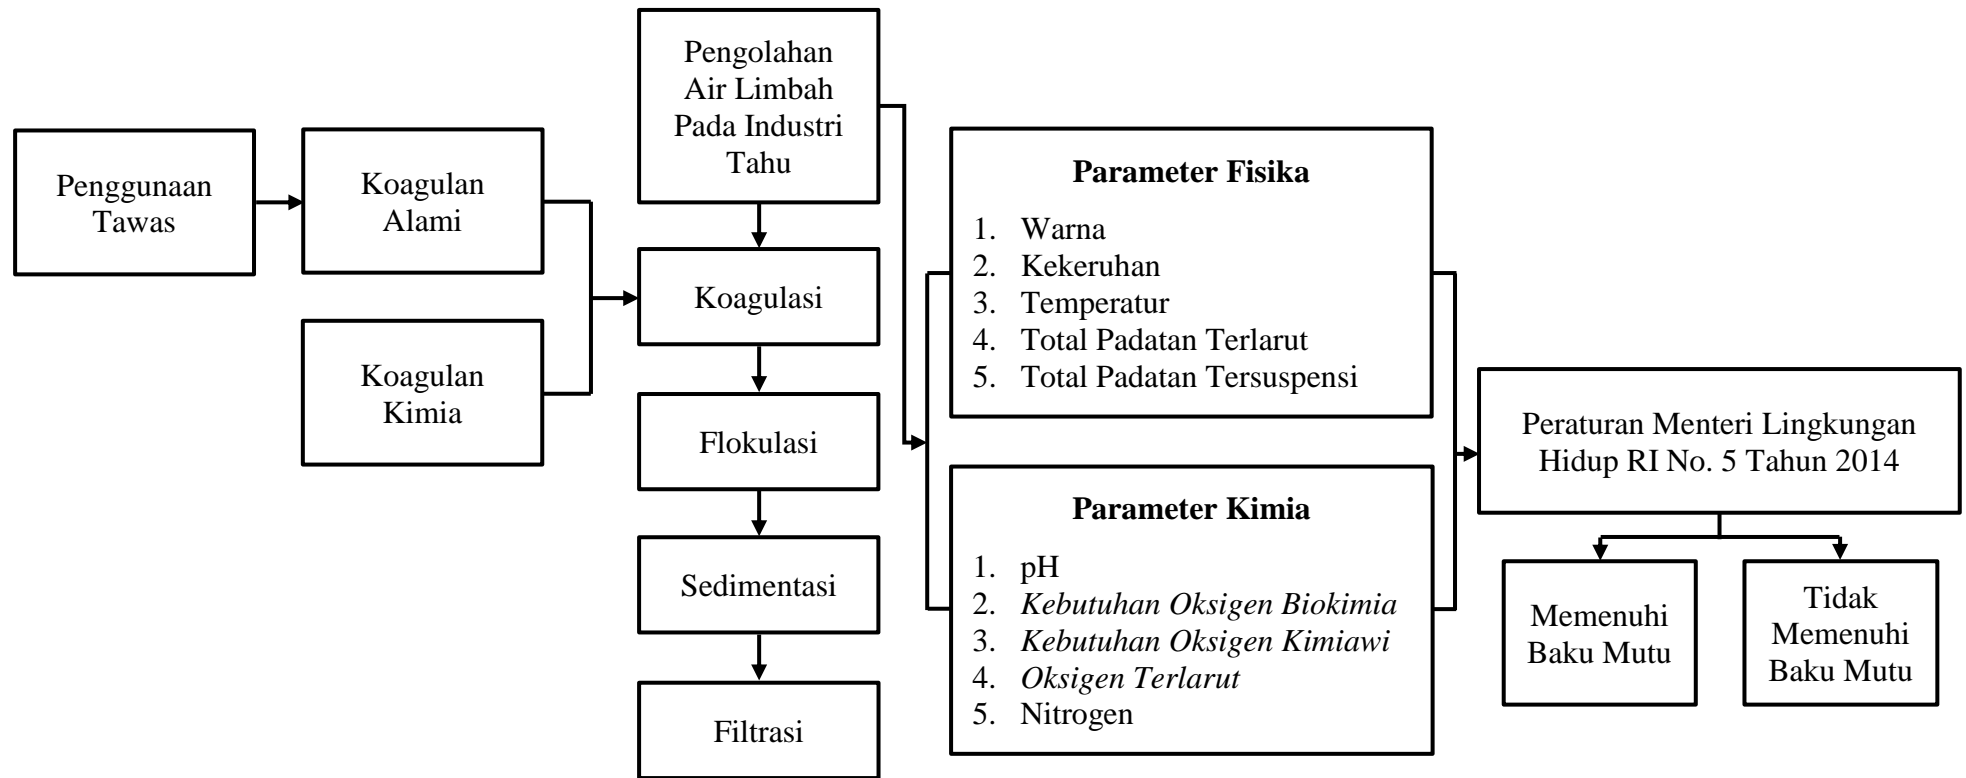 Penggunaan
Tawas
Koagulan
Alami
Koagulan
Kimia
Pengolahan
Air Limbah
Pada Industri
Tahu
Koagulasi
Flokulasi
Sedimentasi
Filtrasi
Parameter Fisika
1. Warna
2. Kekeruhan
3. Temperatur
4. Total Padatan Terlarut
5. Total Padatan Tersuspensi
Parameter Kimia
1. pH
2. Kebutuhan Oksigen Biokimia
3. Kebutuhan Oksigen Kimiawi
4. Oksigen Terlarut
5. Nitrogen
Peraturan Menteri Lingkungan
Hidup RI No. 5 Tahun 2014
Memenuhi
Baku Mutu
Tidak
Memenuhi
Baku Mutu